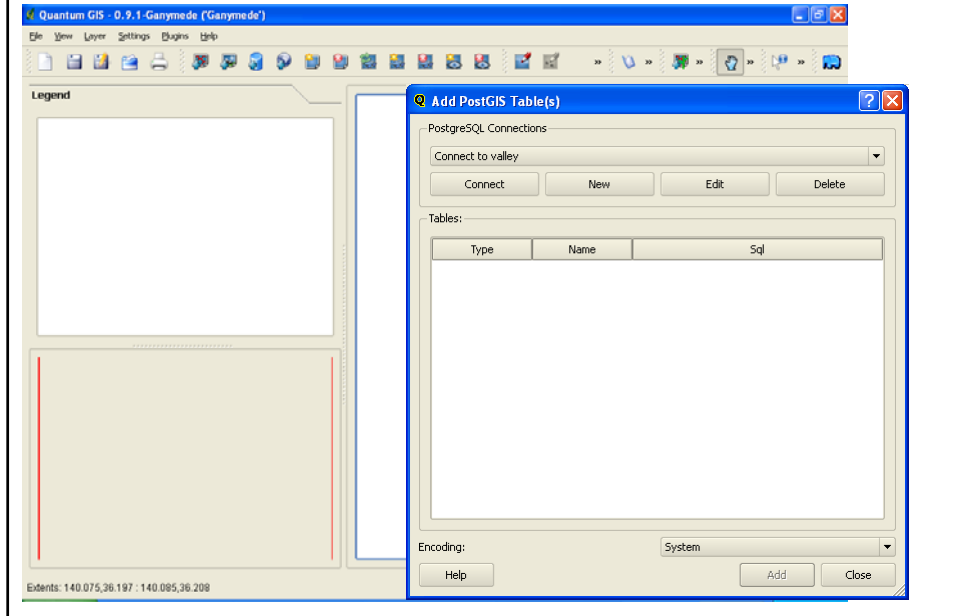 Quantum GIS - 0.9.1-Ganymede ('Ganymede')
File View Layer Settings Plugins Help
Legend
Add PostGIS Table(s)
PostgreSQL Connections
Connect to valley
Connect New Edit Delete
Tables:
Type Name Sql
Encoding: System
Help Add Close
Extents: 140.075,36.197 : 140.085,36.208